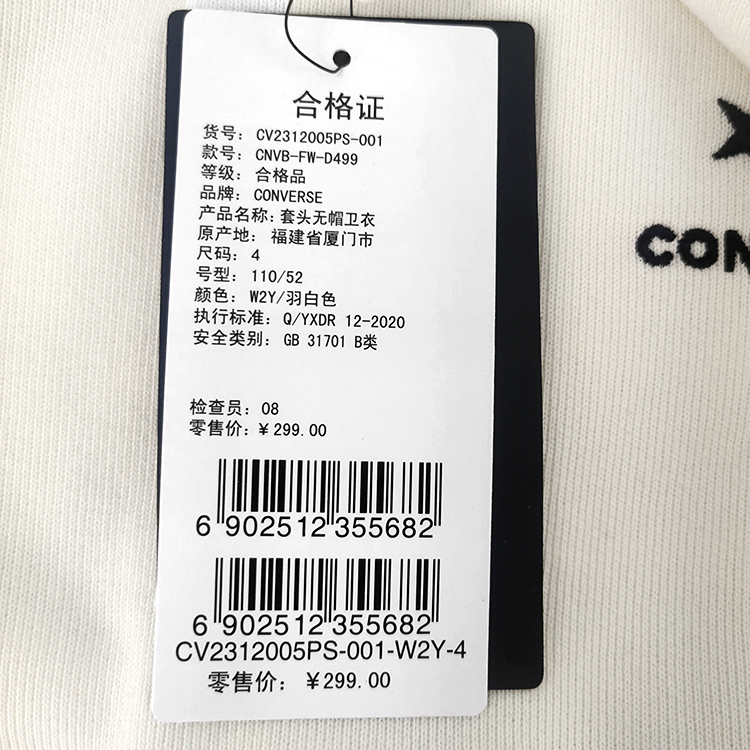 合格证
货号: CV2312005PS-001
款号: CNVB-FW-D499
等级: 合格品
品牌: CONVERSE
产品名称: 套头无帽卫衣
原产地: 福建省厦门市
尺码: 4
号型: 110/52
颜色: W2Y/羽白色
执行标准: Q/YXDR 12-2020
安全类别: GB 31701 B类
检查员: 08
零售价: ¥299.00
6 902512 355682
6 902512 355682
CV2312005PS-001-W2Y-4
零售价: ¥299.00
CON